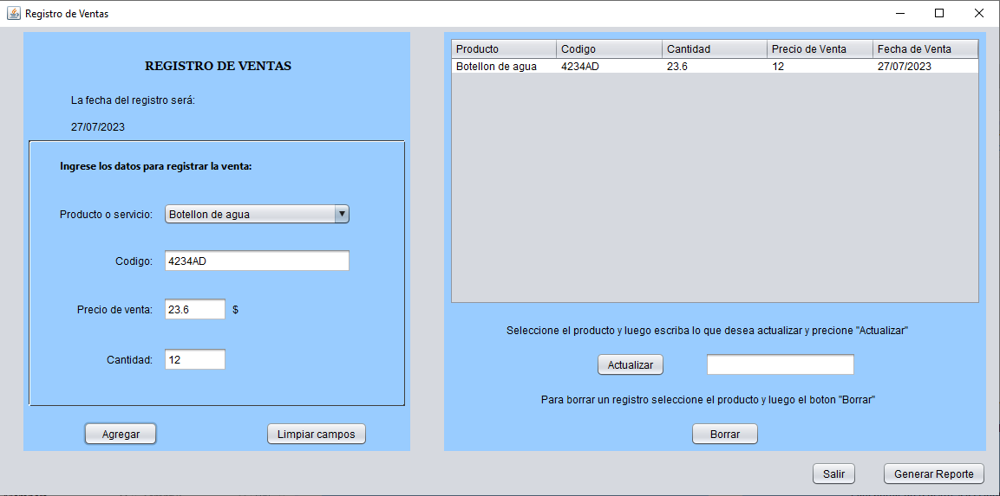 Registro de Ventas
REGISTRO DE VENTAS
La fecha del registro será:
27/07/2023
Ingrese los datos para registrar la venta:
Producto o servicio: Botellon de agua
Codigo: 4234AD
Precio de venta: 23.6 $
Cantidad: 12
Agregar Limpiar campos
Producto Codigo Cantidad Precio de Venta Fecha de Venta
Botellon de agua 4234AD 23.6 12 27/07/2023
Seleccione el producto y luego escriba lo que desea actualizar y precione "Actualizar"
Actualizar
Para borrar un registro seleccione el producto y luego el boton "Borrar"
Borrar
Salir Generar Reporte